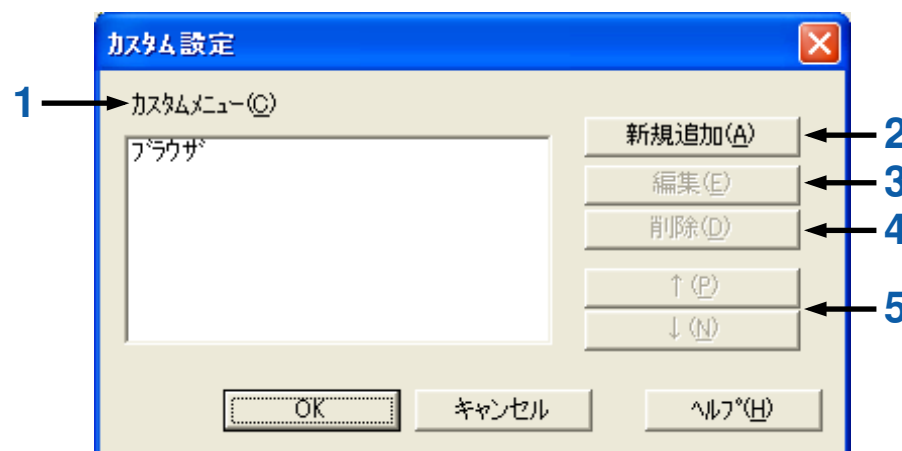 カスタム設定
1
カスタムメニュー(C)
ブラウザ
新規追加(A)
2
編集(E)
3
削除(D)
4
↑(P)
5
↓(N)
OK
キャンセル
ヘルプ(H)